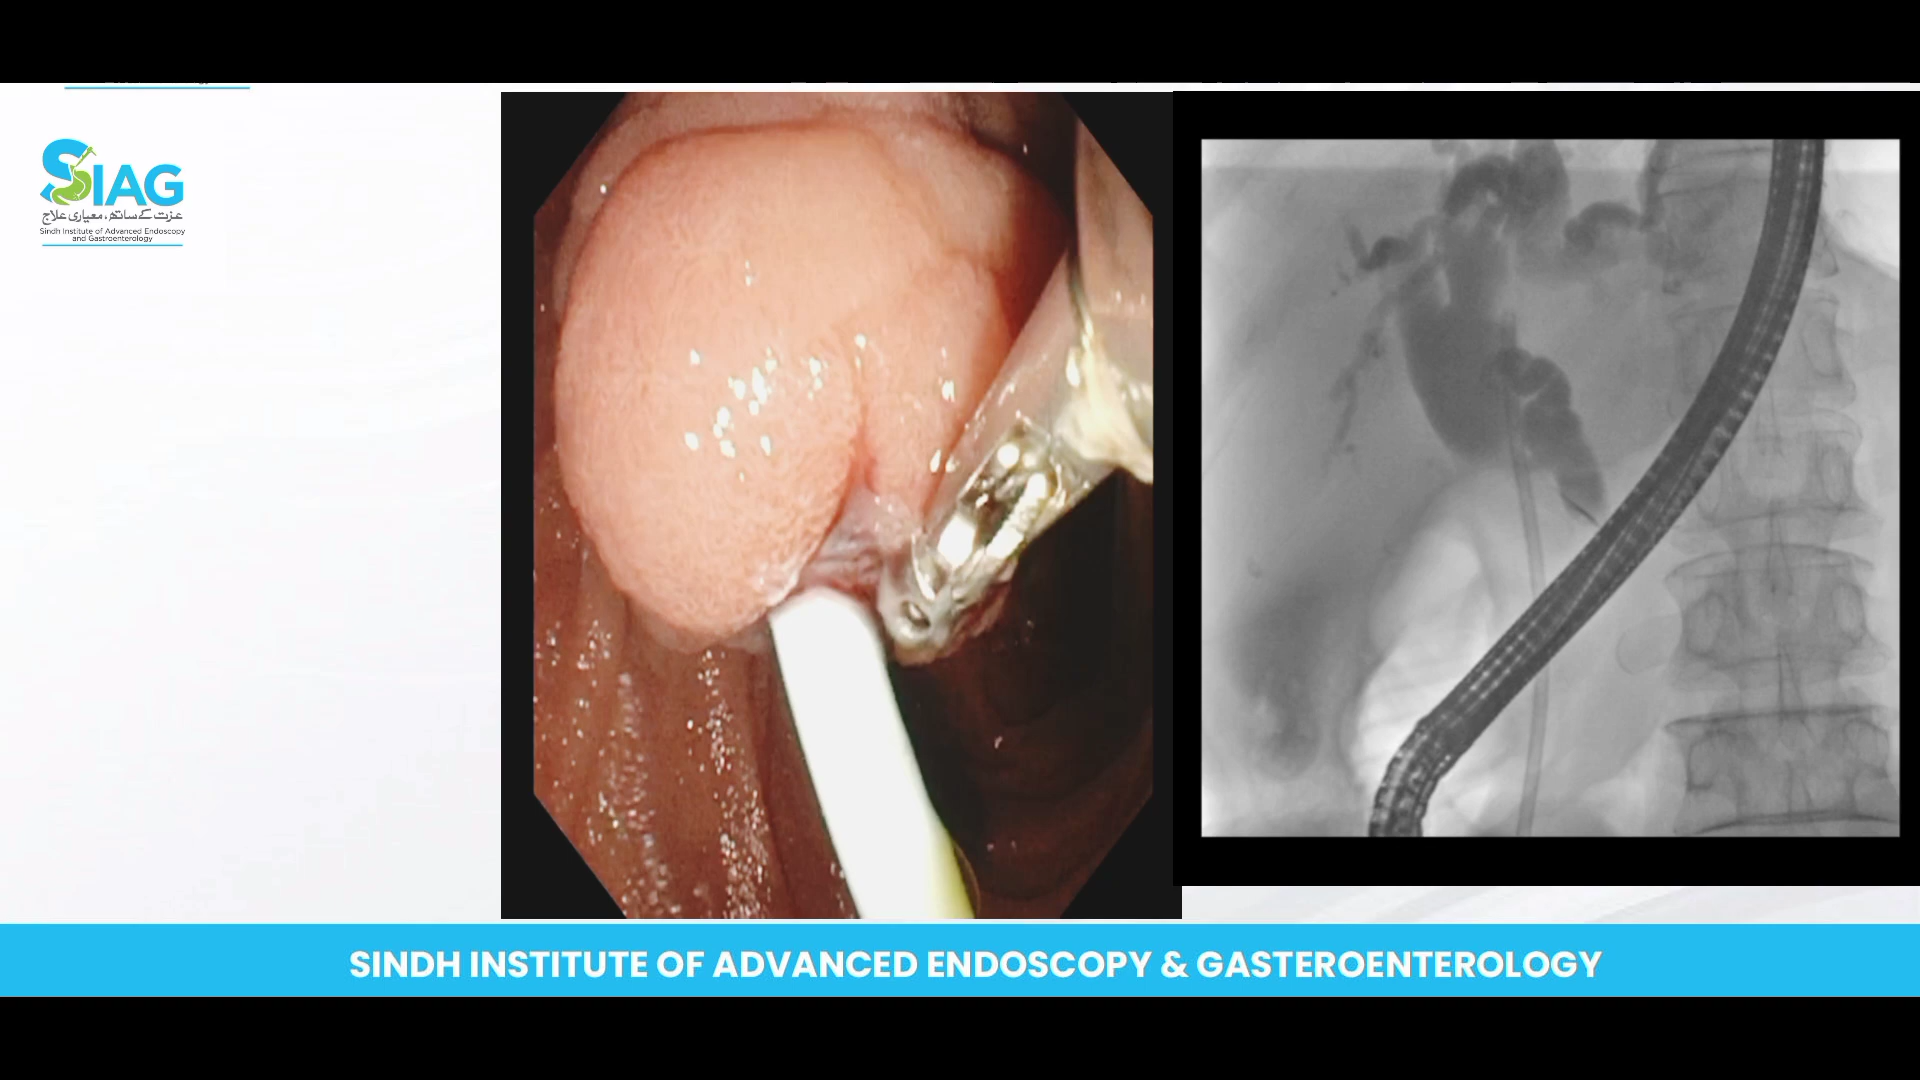 SIAG
عزت کے ساتھ، معیاری علاج
Sindh Institute of Advanced Endoscopy
and Gastroenterology
SINDH INSTITUTE OF ADVANCED ENDOSCOPY & GASTEROENTEROLOGY